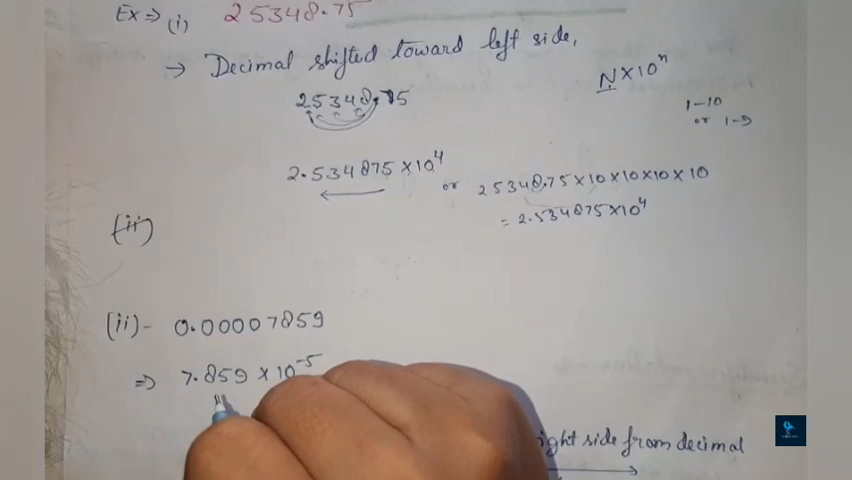 Ex => (i) 25348.75
→ Decimal shifted toward left side,
N × 10ⁿ
25348.75
1-10
or 1-9
2.534875 × 10⁴
or 25348.75 × 10 × 10 × 10 × 10
= 2.534875 × 10⁴
(ii)
(ii)- 0.00007859
=> 7.859 × 10⁻⁵
ight side from decimal